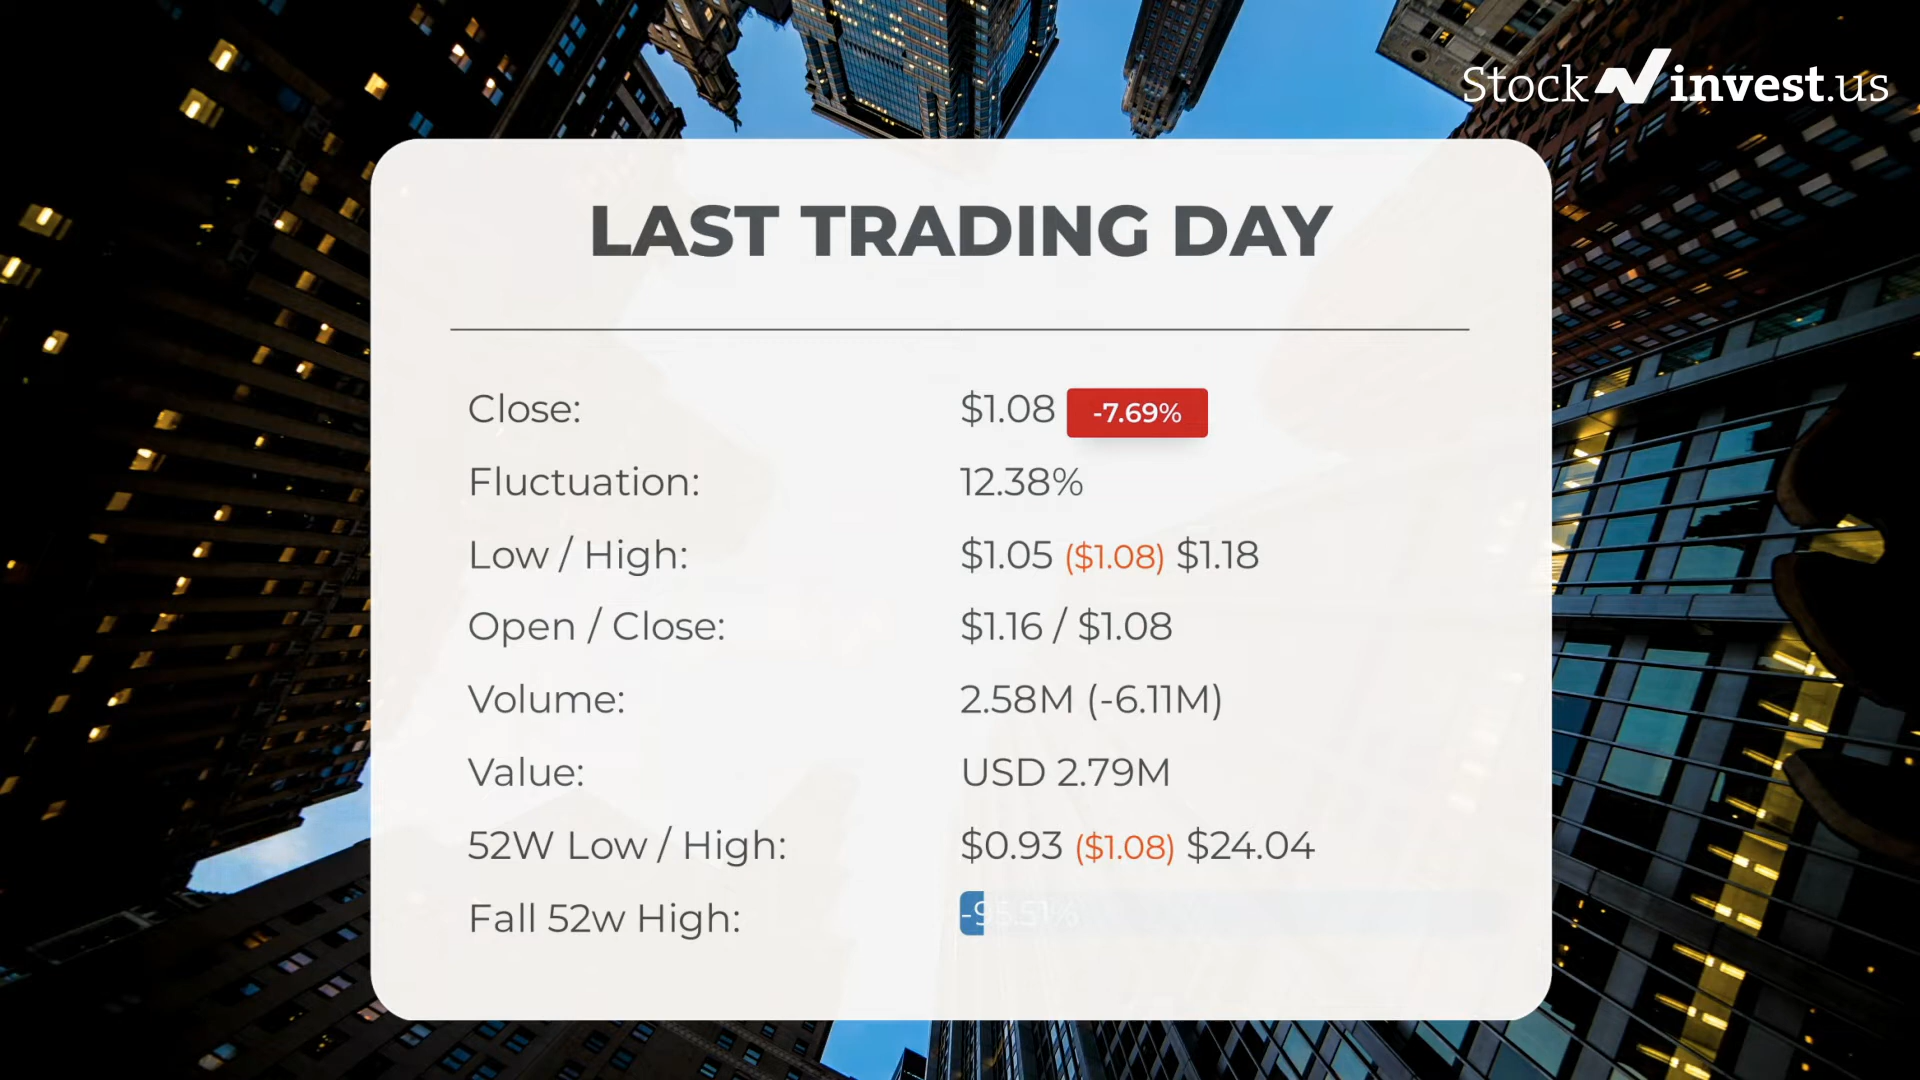 Stock invest.us
LAST TRADING DAY
Close: $1.08 -7.69%
Fluctuation: 12.38%
Low / High: $1.05 ($1.08) $1.18
Open / Close: $1.16 / $1.08
Volume: 2.58M (-6.11M)
Value: USD 2.79M
52W Low / High: $0.93 ($1.08) $24.04
Fall 52w High: -95.51%